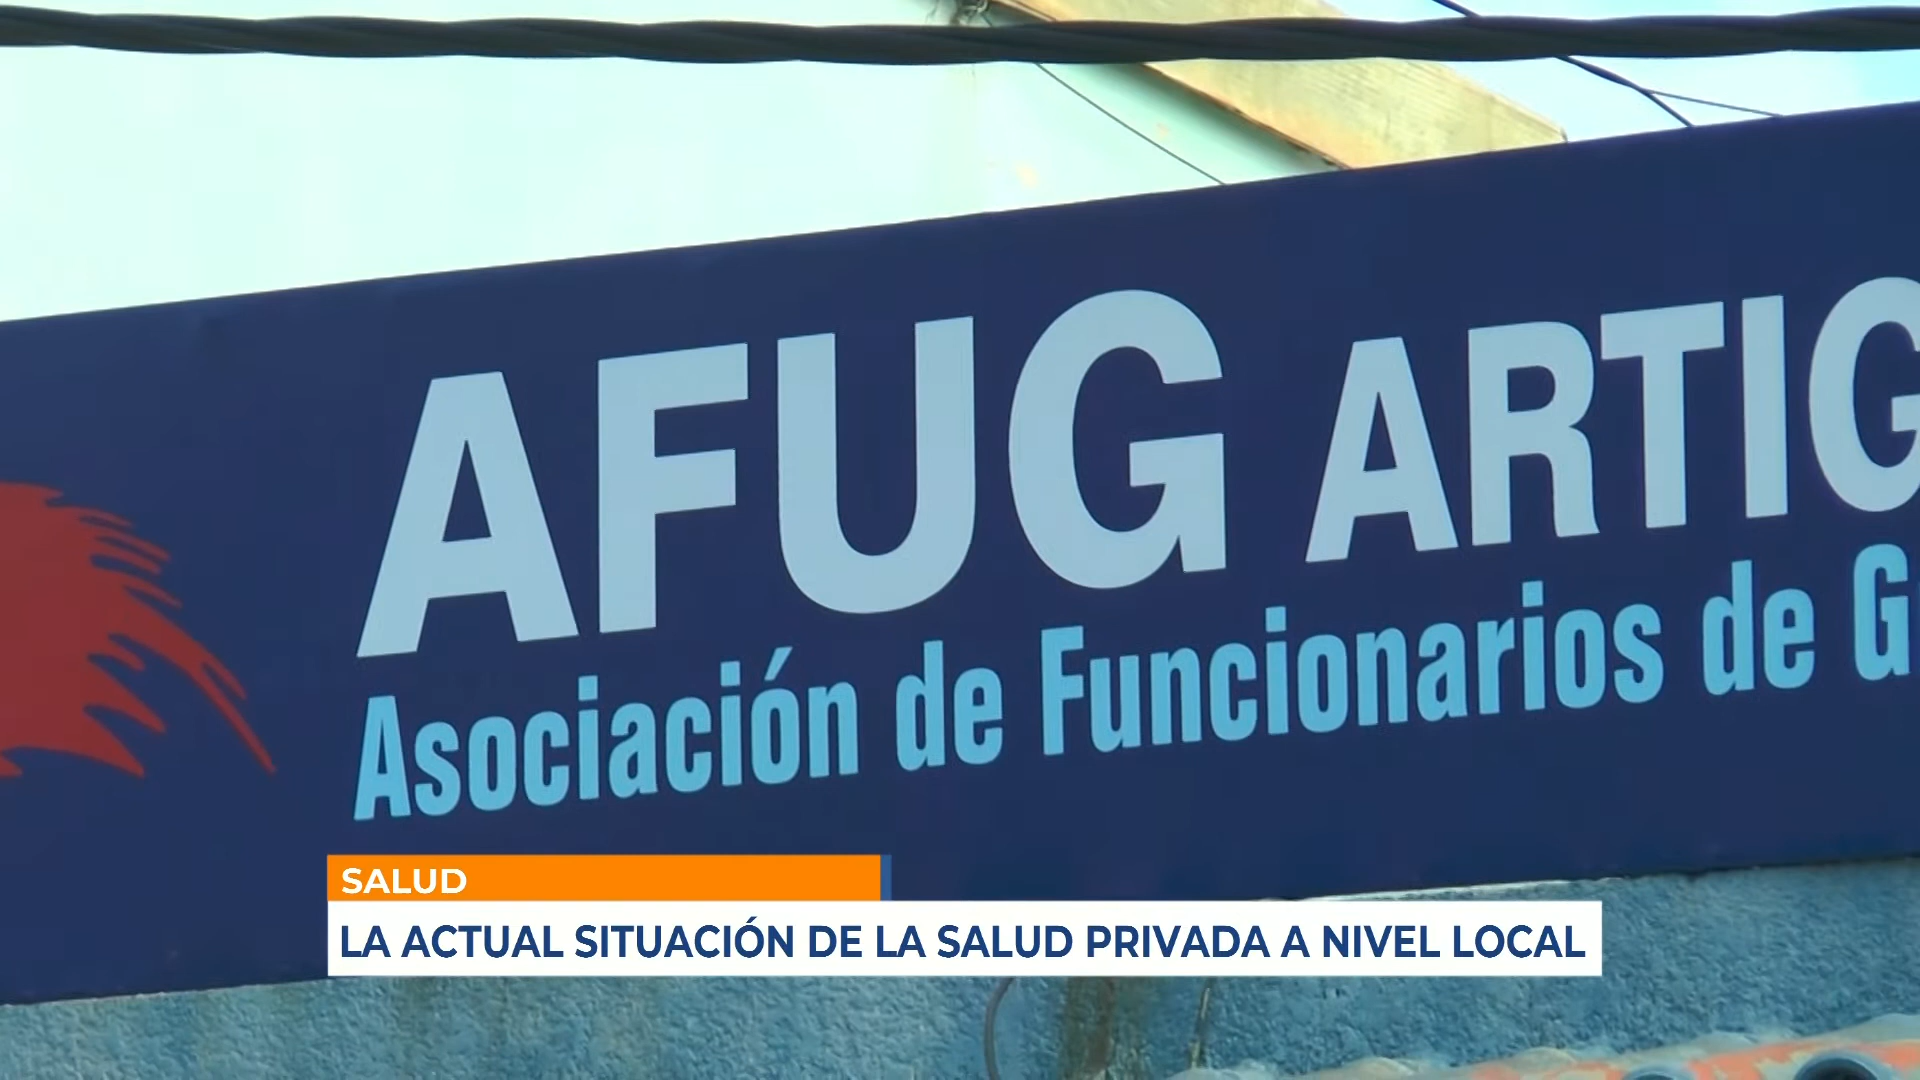 AFUG ARTIG
Asociación de Funcionarios de G
SALUD
LA ACTUAL SITUACIÓN DE LA SALUD PRIVADA A NIVEL LOCAL